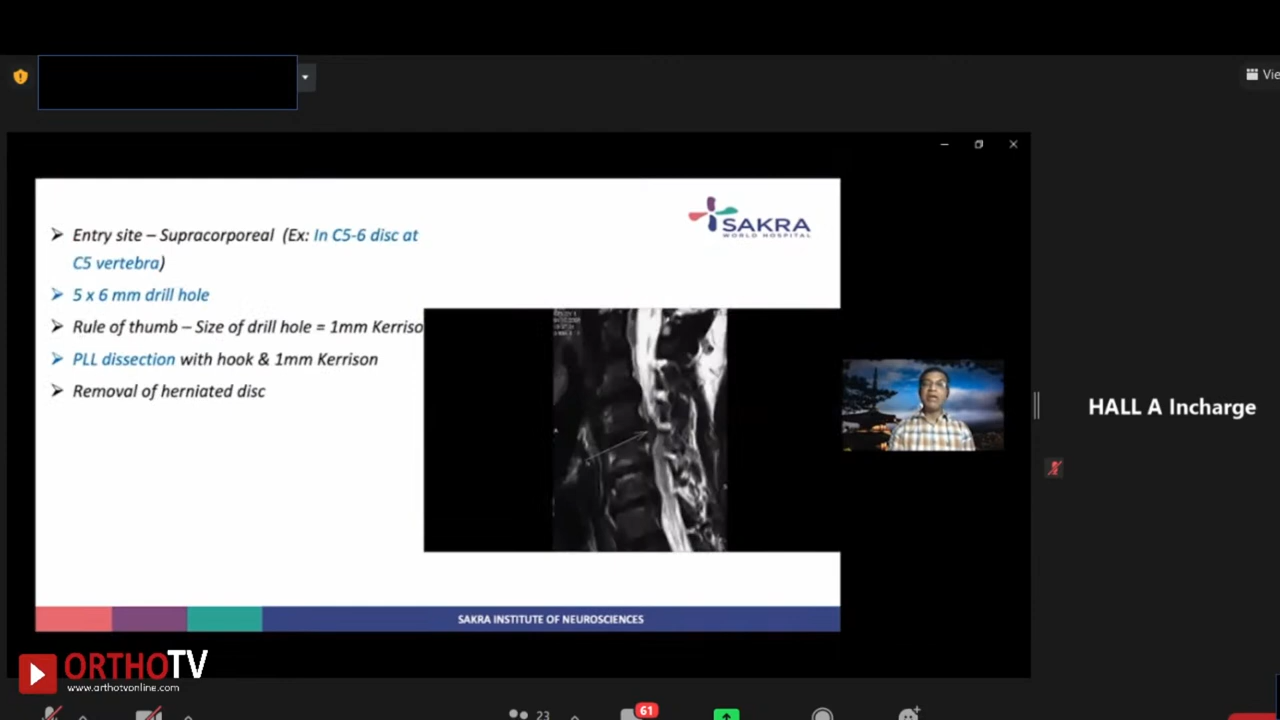 Vie
SAKRA
WORLD HOSPITAL
Entry site – Supracorporeal (Ex: In C5-6 disc at
C5 vertebra)
5 x 6 mm drill hole
Rule of thumb – Size of drill hole = 1mm Kerriso
PLL dissection with hook & 1mm Kerrison
Removal of herniated disc
HALL A Incharge
SAKRA INSTITUTE OF NEUROSCIENCES
ORTHOTV
www.orthotvonline.com
23
61